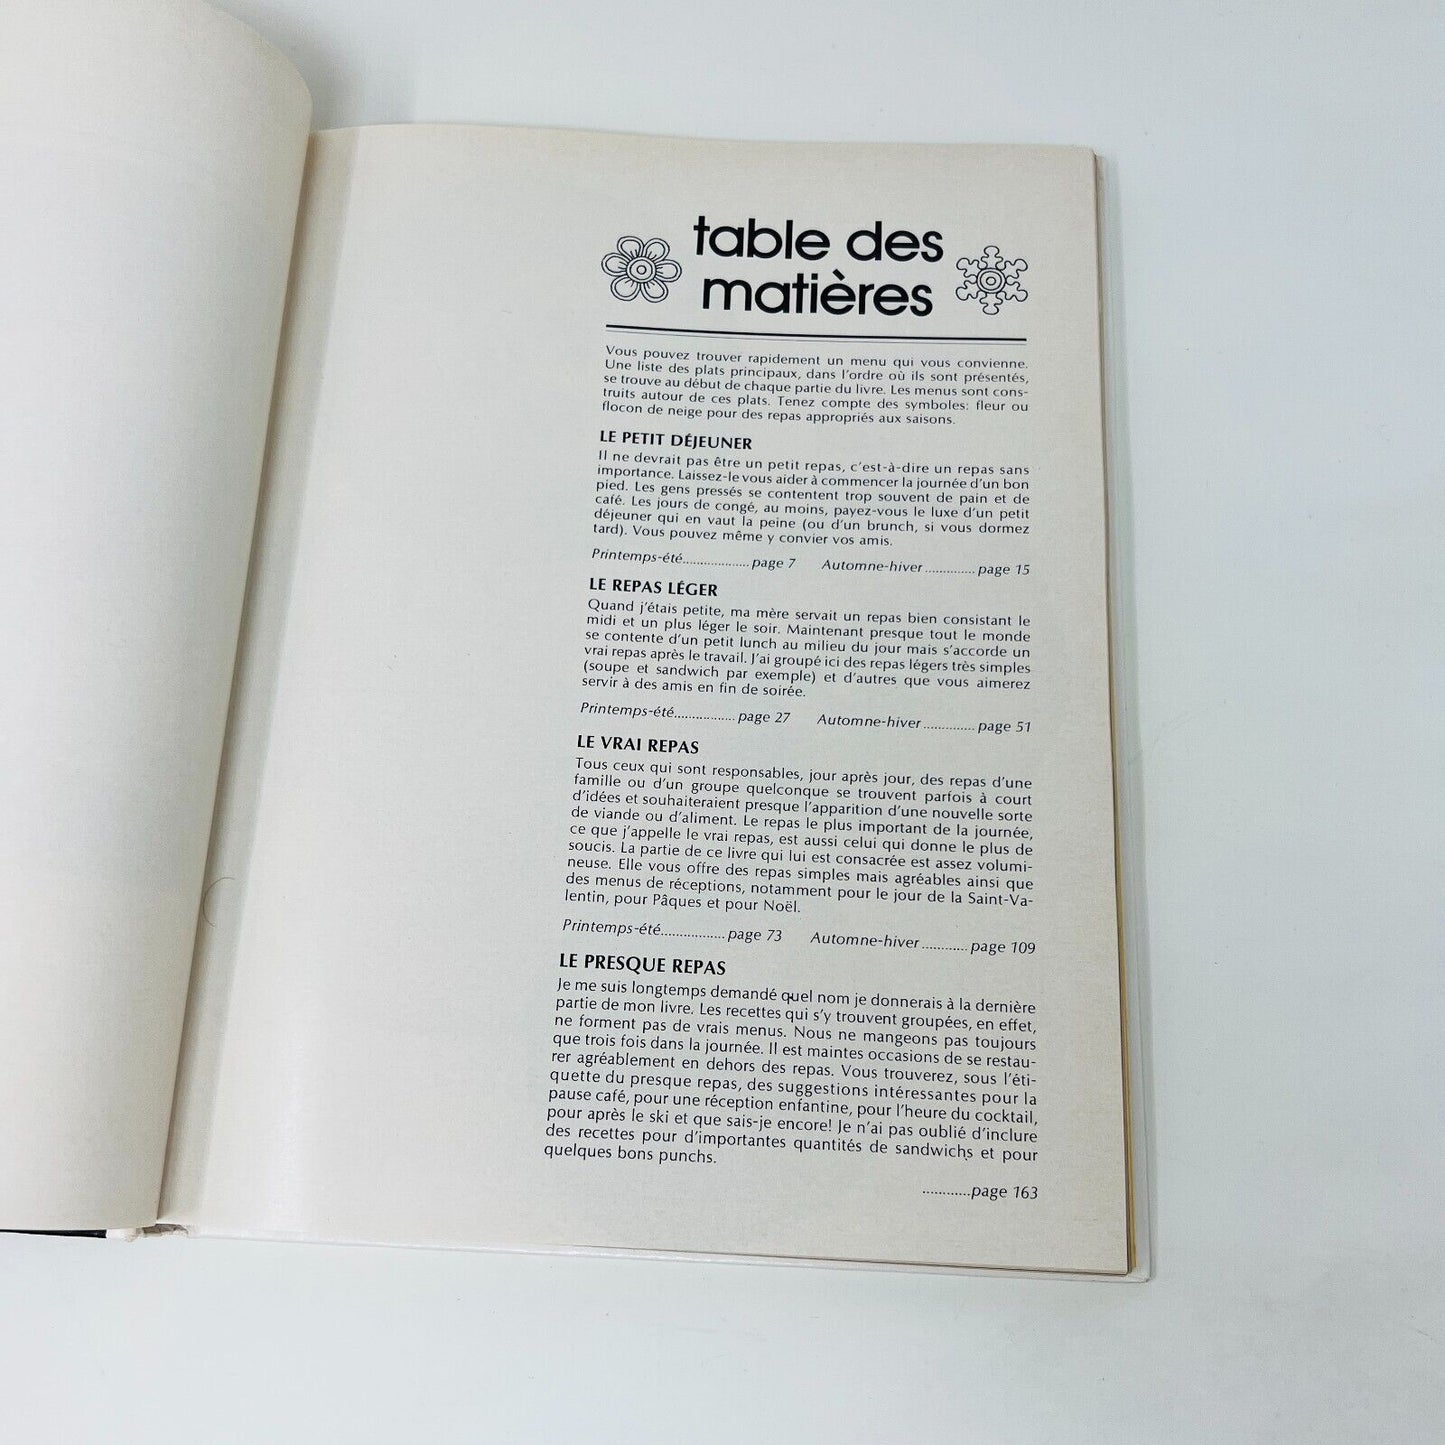 table des
matières
Vous pouvez trouver rapidement un menu qui vous convienne.
Une liste des plats principaux, dans l'ordre où ils sont présentés,
se trouve au début de chaque partie du livre. Les menus sont cons-
truits autour de ces plats. Tenez compte des symboles: fleur ou
flocon de neige pour des repas appropriés aux saisons.
LE PETIT DÉJEUNER
Il ne devrait pas être un petit repas, c'est-à-dire un repas sans
importance. Laissez-le vous aider à commencer la journée d'un bon
pied. Les gens pressés se contentent trop souvent de pain et de
café. Les jours de congé, au moins, payez-vous le luxe d'un petit
déjeuner qui en vaut la peine (ou d'un brunch, si vous dormez
tard). Vous pouvez même y convier vos amis.
Printemps-été.................... page 7 Automne-hiver .............. page 15
LE REPAS LÉGER
Quand j'étais petite, ma mère servait un repas bien consistant le
midi et un plus léger le soir. Maintenant presque tout le monde
se contente d'un petit lunch au milieu du jour mais s'accorde un
vrai repas après le travail. J'ai groupé ici des repas légers très simples
(soupe et sandwich par exemple) et d'autres que vous aimerez
servir à des amis en fin de soirée.
Printemps-été................. page 27 Automne-hiver .............. page 51
LE VRAI REPAS
Tous ceux qui sont responsables, jour après jour, des repas d'une
famille ou d'un groupe quelconque se trouvent parfois à court
d'idées et souhaiteraient presque l'apparition d'une nouvelle sorte
de viande ou d'aliment. Le repas le plus important de la journée,
ce que j'appelle le vrai repas, est aussi celui qui donne le plus de
soucis. La partie de ce livre qui lui est consacrée est assez volumi-
neuse. Elle vous offre des repas simples mais agréables ainsi que
des menus de réceptions, notamment pour le jour de la Saint-Va-
lentin, pour Pâques et pour Noël.
Printemps-été................. page 73 Automne-hiver ............ page 109
LE PRESQUE REPAS
Je me suis longtemps demandé quel nom je donnerais à la dernière
partie de mon livre. Les recettes qui s'y trouvent groupées, en effet,
ne forment pas de vrais menus. Nous ne mangeons pas toujours
que trois fois dans la journée. Il est maintes occasions de se restau-
rer agréablement en dehors des repas. Vous trouverez, sous l'éti-
quette du presque repas, des suggestions intéressantes pour la
pause café, pour une réception enfantine, pour l'heure du cocktail,
pour après le ski et que sais-je encore! Je n'ai pas oublié d'inclure
des recettes pour d'importantes quantités de sandwichs et pour
quelques bons punchs.
............page 163